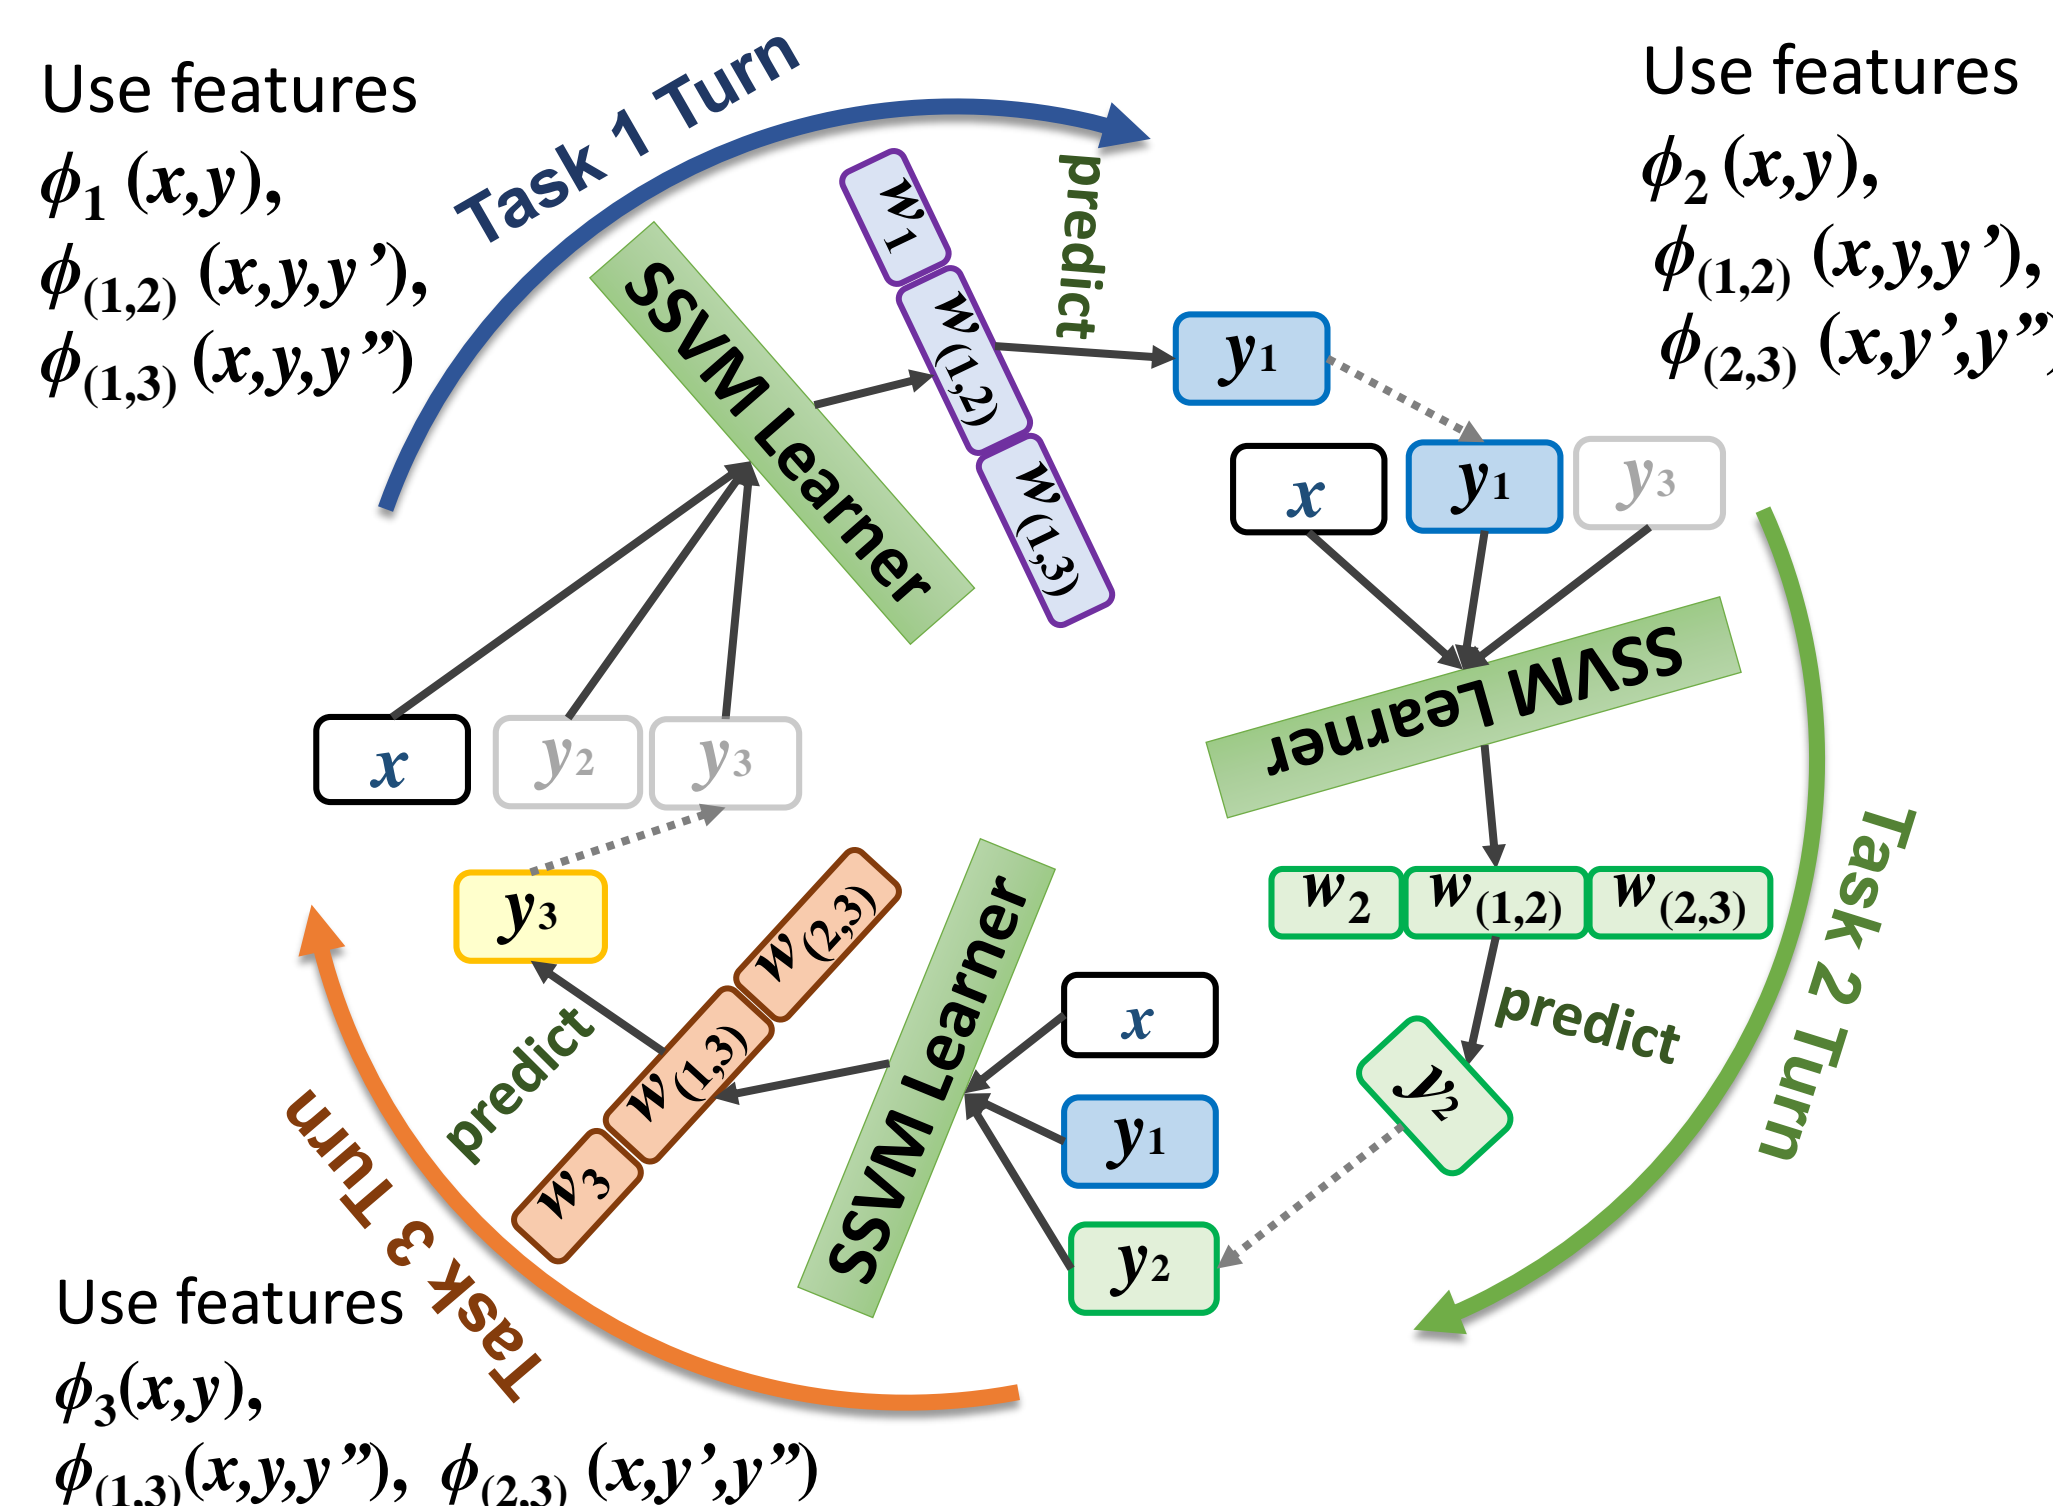 Use features
ϕ1 (x,y),
ϕ(1,2) (x,y,y’),
ϕ(1,3) (x,y,y”)
Task 1 Turn
SSVM Learner
w1
w(1,2)
w(1,3)
predict
y1
x
y2
y3
Use features
ϕ2 (x,y),
ϕ(1,2) (x,y,y’),
ϕ(2,3) (x,y’,y”)
x
y1
y3
SSVM Learner
w2
w(1,2)
w(2,3)
predict
y2
Task 2 Turn
x
y1
y2
SSVM Learner
w(2,3)
w(1,3)
w3
predict
y3
Task 3 Turn
Use features
ϕ3(x,y),
ϕ(1,3)(x,y,y”), ϕ(2,3) (x,y’,y”)